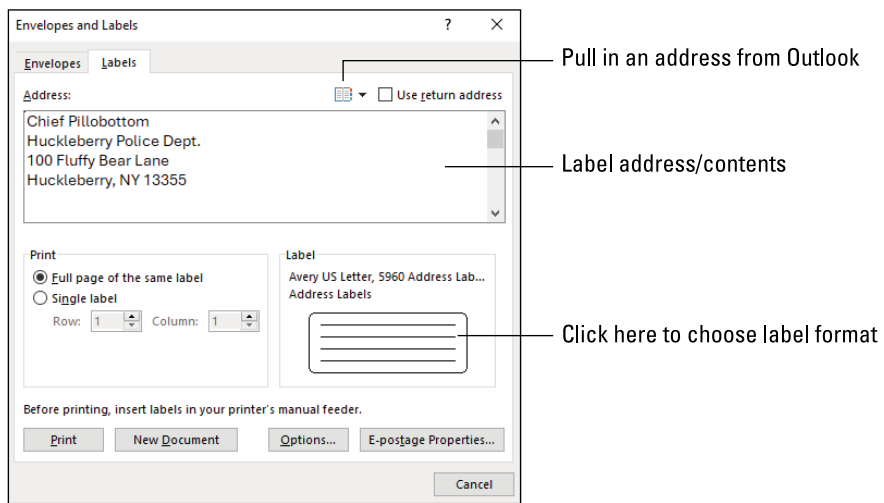 Envelopes and Labels ? ×
Envelopes Labels
Pull in an address from Outlook
Address: Use return address
Chief Pillobottom
Huckleberry Police Dept.
100 Fluffy Bear Lane
Huckleberry, NY 13355
Label address/contents
Print
Full page of the same label
Single label
Row: 1 Column: 1
Label
Avery US Letter, 5960 Address Lab...
Address Labels
Click here to choose label format
Before printing, insert labels in your printer's manual feeder.
Print New Document Options... E-postage Properties...
Cancel